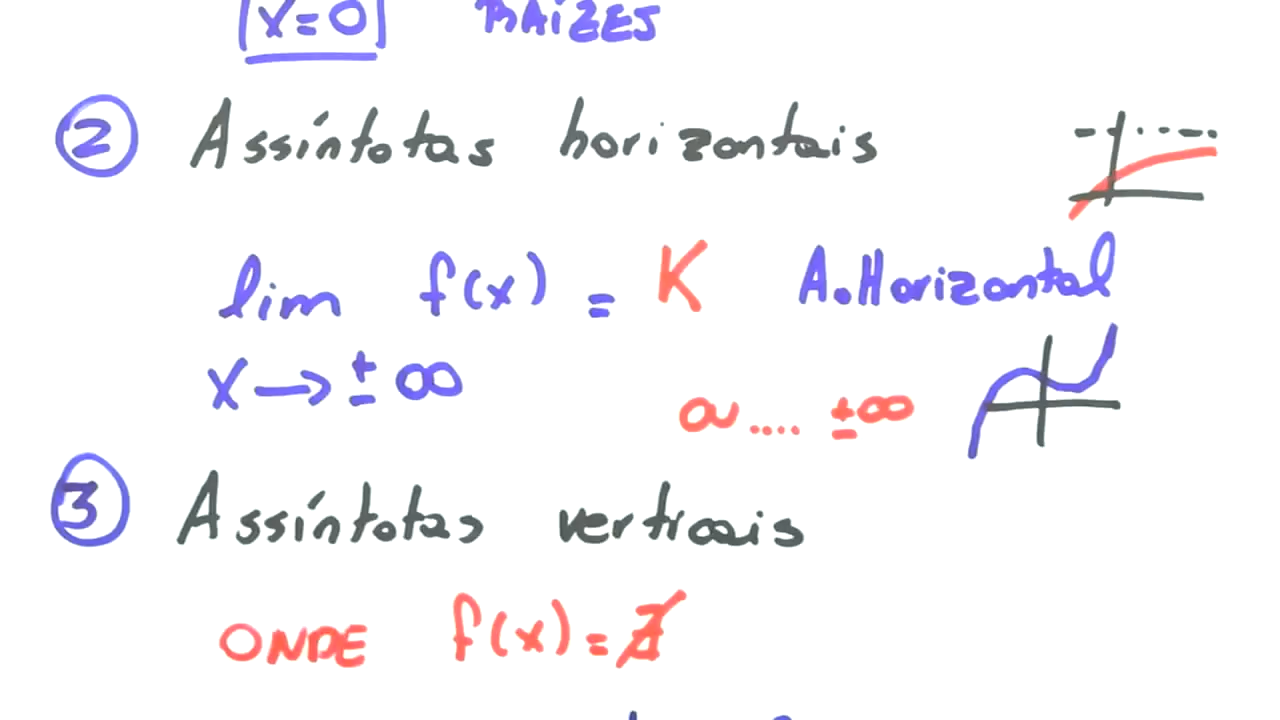 x=0 RAÍZES
2 Assíntotas horizontais
lim f(x) = K A.Horizontal
x → ± ∞
ou .... ±∞
3 Assíntotas verticais
ONDE f(x) = ∄